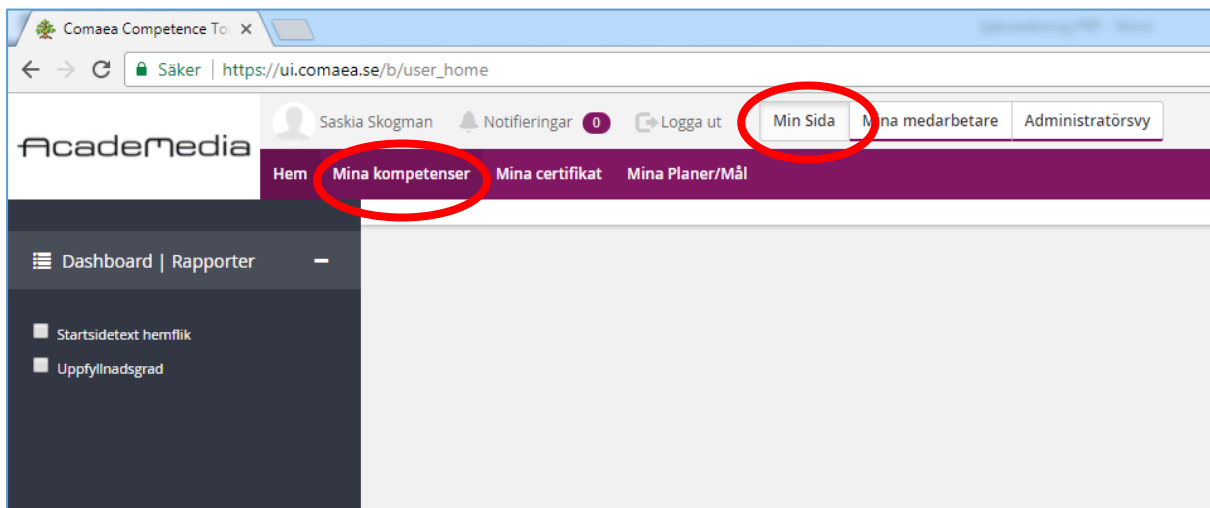 Comaea Competence To
Säker | https://ui.comaea.se/b/user_home
AcadeMedia
Saskia Skogman Notifieringar 0 Logga ut Min Sida Mina medarbetare Administratörsvy
Hem Mina kompetenser Mina certifikat Mina Planer/Mål
Dashboard | Rapporter
Startsidetext hemflik
Uppfyllnadsgrad